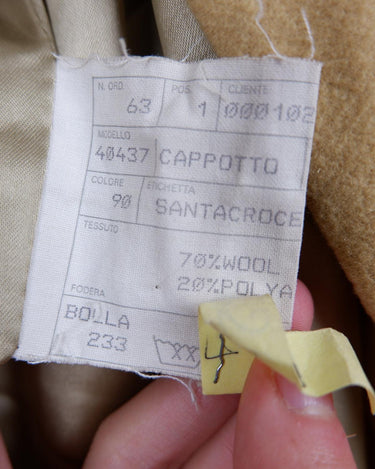 N. ORD. POS. CLIENTE
63 1 000102
MODELLO
40437 CAPPOTTO
COLORE ETICHETTA
90 SANTACROCE
TESSUTO
70%WOOL
20%POLYA
FODERA
BOLLA
233
4